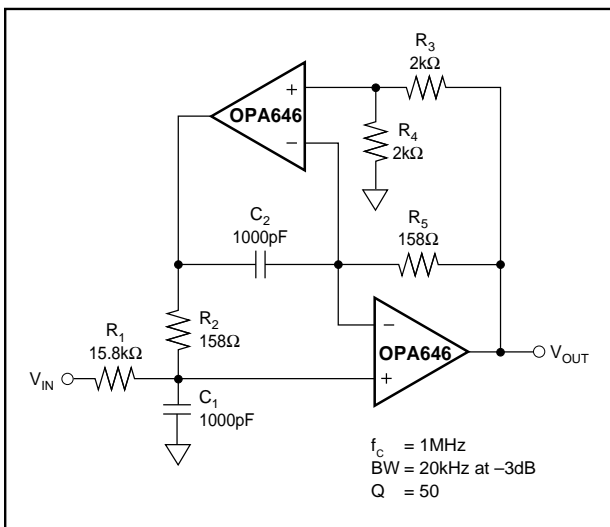 R3
2kΩ
+
OPA646
−
R4
2kΩ
C2
1000pF
R5
158Ω
R1
15.8kΩ
R2
158Ω
−
OPA646
+
VIN
VOUT
C1
1000pF
fc = 1MHz
BW = 20kHz at –3dB
Q = 50